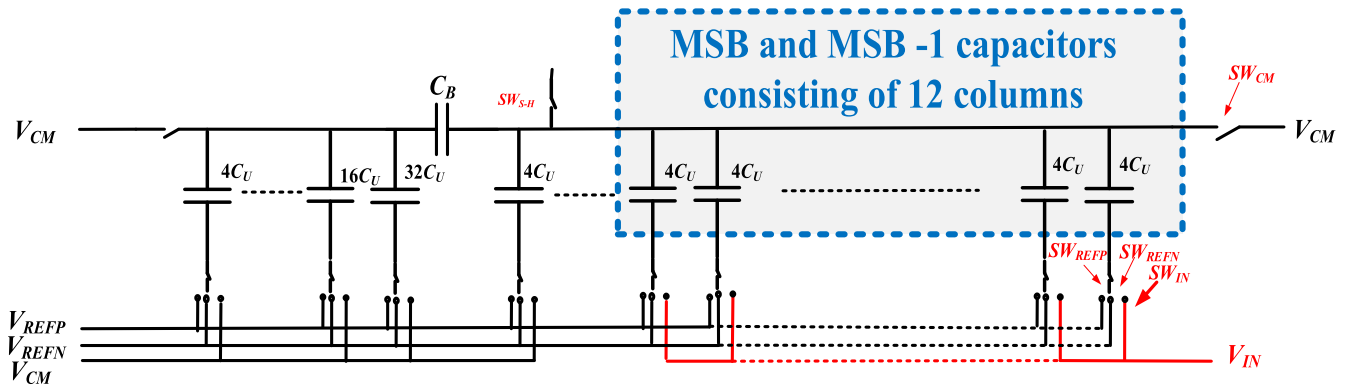 MSB and MSB -1 capacitors
consisting of 12 columns
SW_CM
C_B
SW_S-H
V_CM
V_CM
4C_U
16C_U
32C_U
4C_U
4C_U
4C_U
4C_U
4C_U
SW_REFP
SW_REFN
SW_IN
V_REFP
V_REFN
V_CM
V_IN